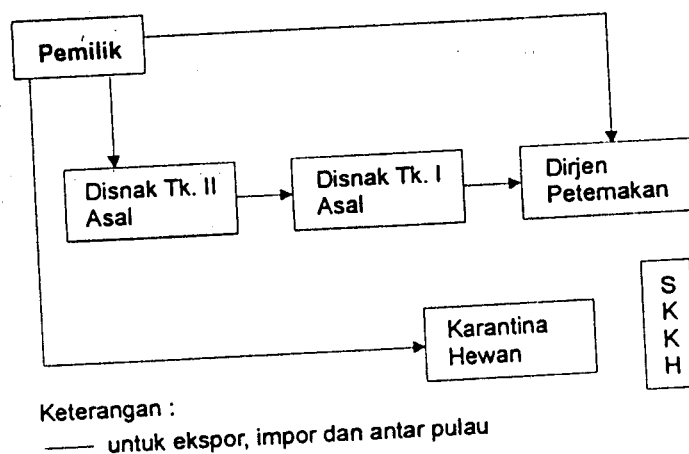 Pemilik
Disnak Tk. II
Asal
Disnak Tk. I
Asal
Dirjen
Peternakan
Karantina
Hewan
S
K
K
H
Keterangan :
untuk ekspor, impor dan antar pulau